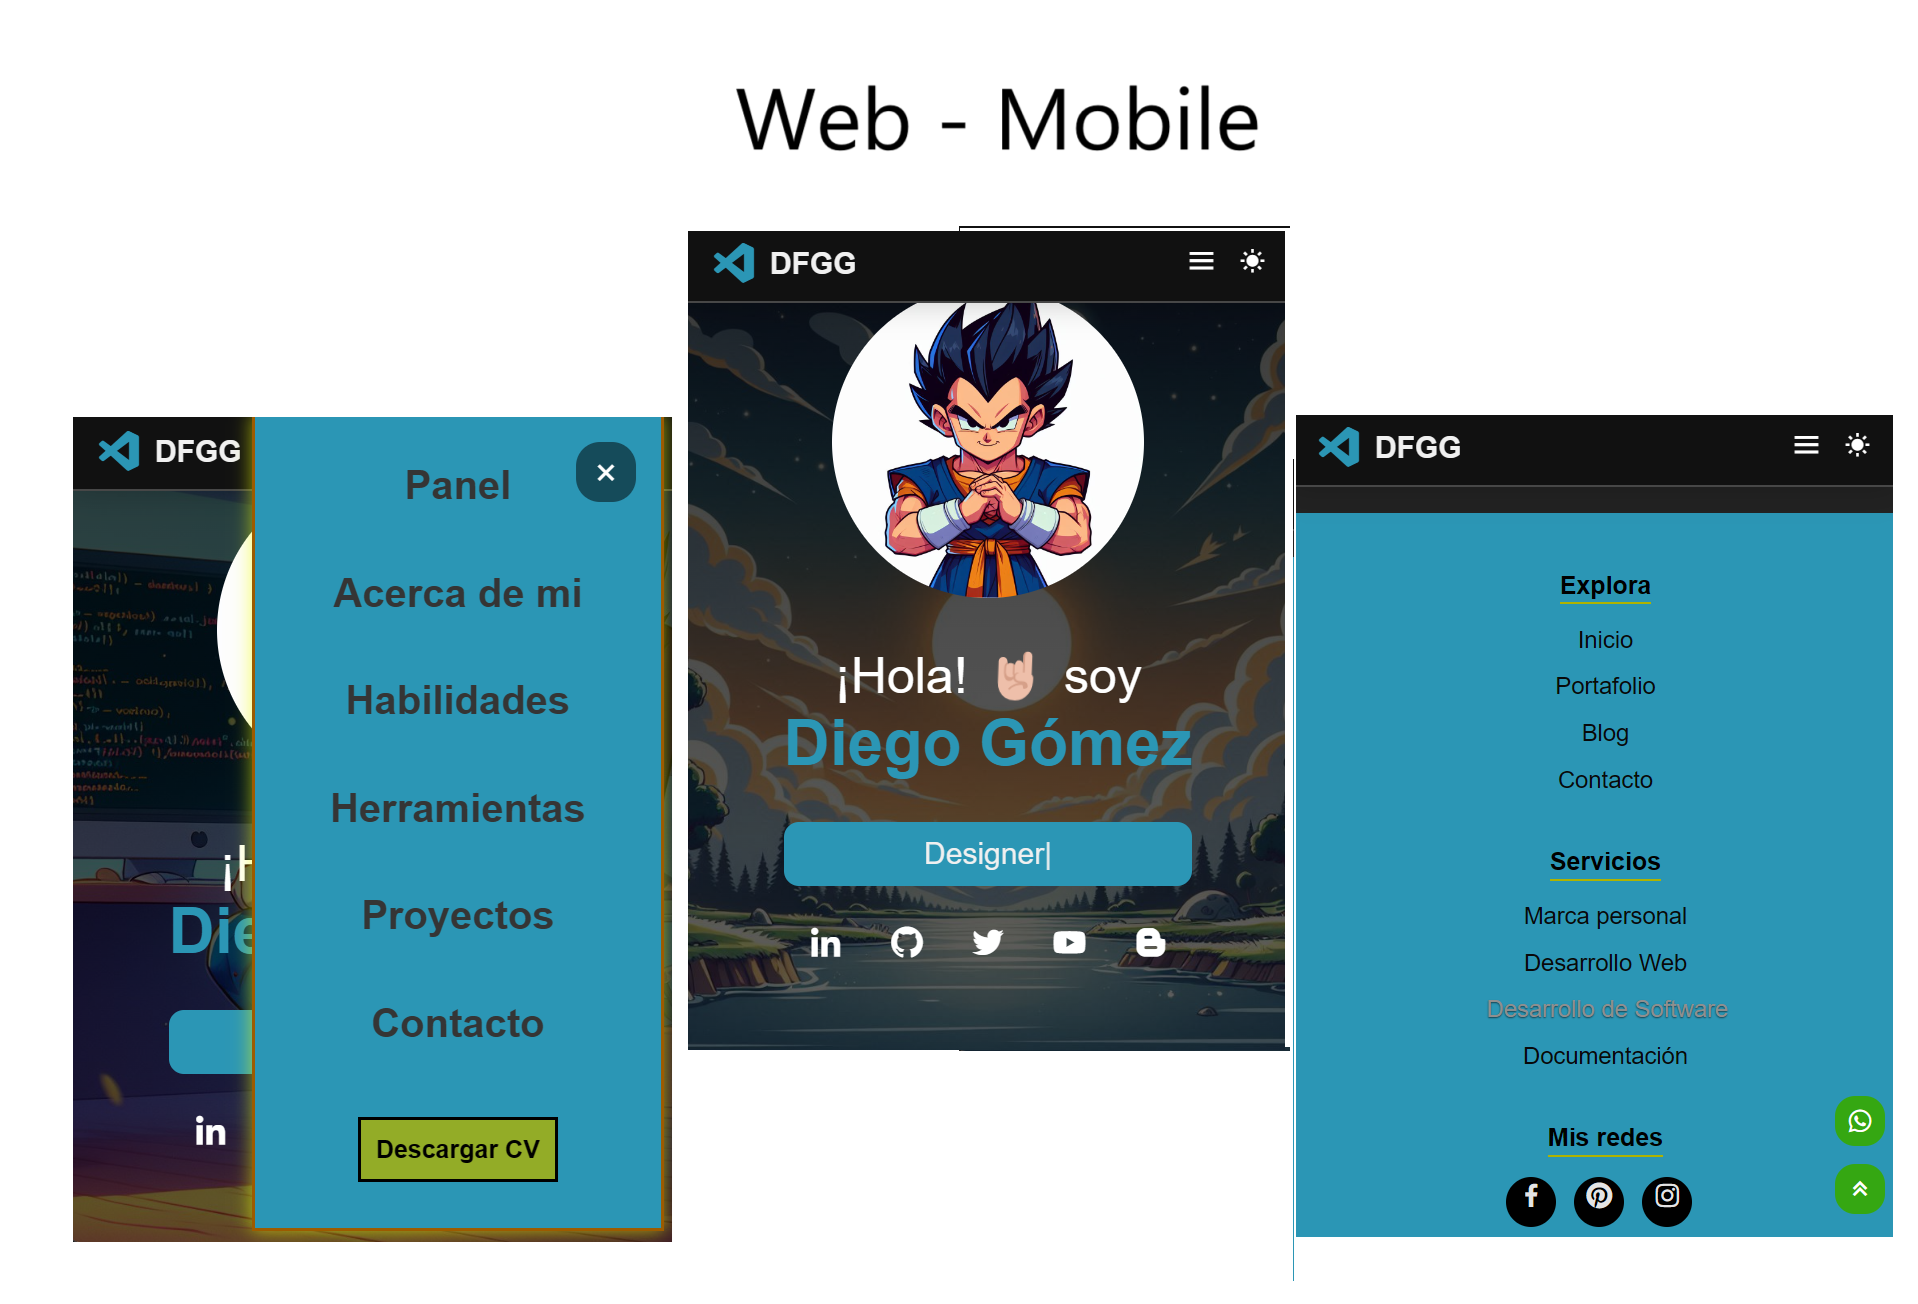 Web - Mobile
DFGG
Panel
Acerca de mi
Habilidades
Herramientas
Proyectos
Contacto
Descargar CV
¡H
Die
in
DFGG
¡Hola! 🤘🏻 soy
Diego Gómez
Designer|
in
DFGG
Explora
Inicio
Portafolio
Blog
Contacto
Servicios
Marca personal
Desarrollo Web
Desarrollo de Software
Documentación
Mis redes